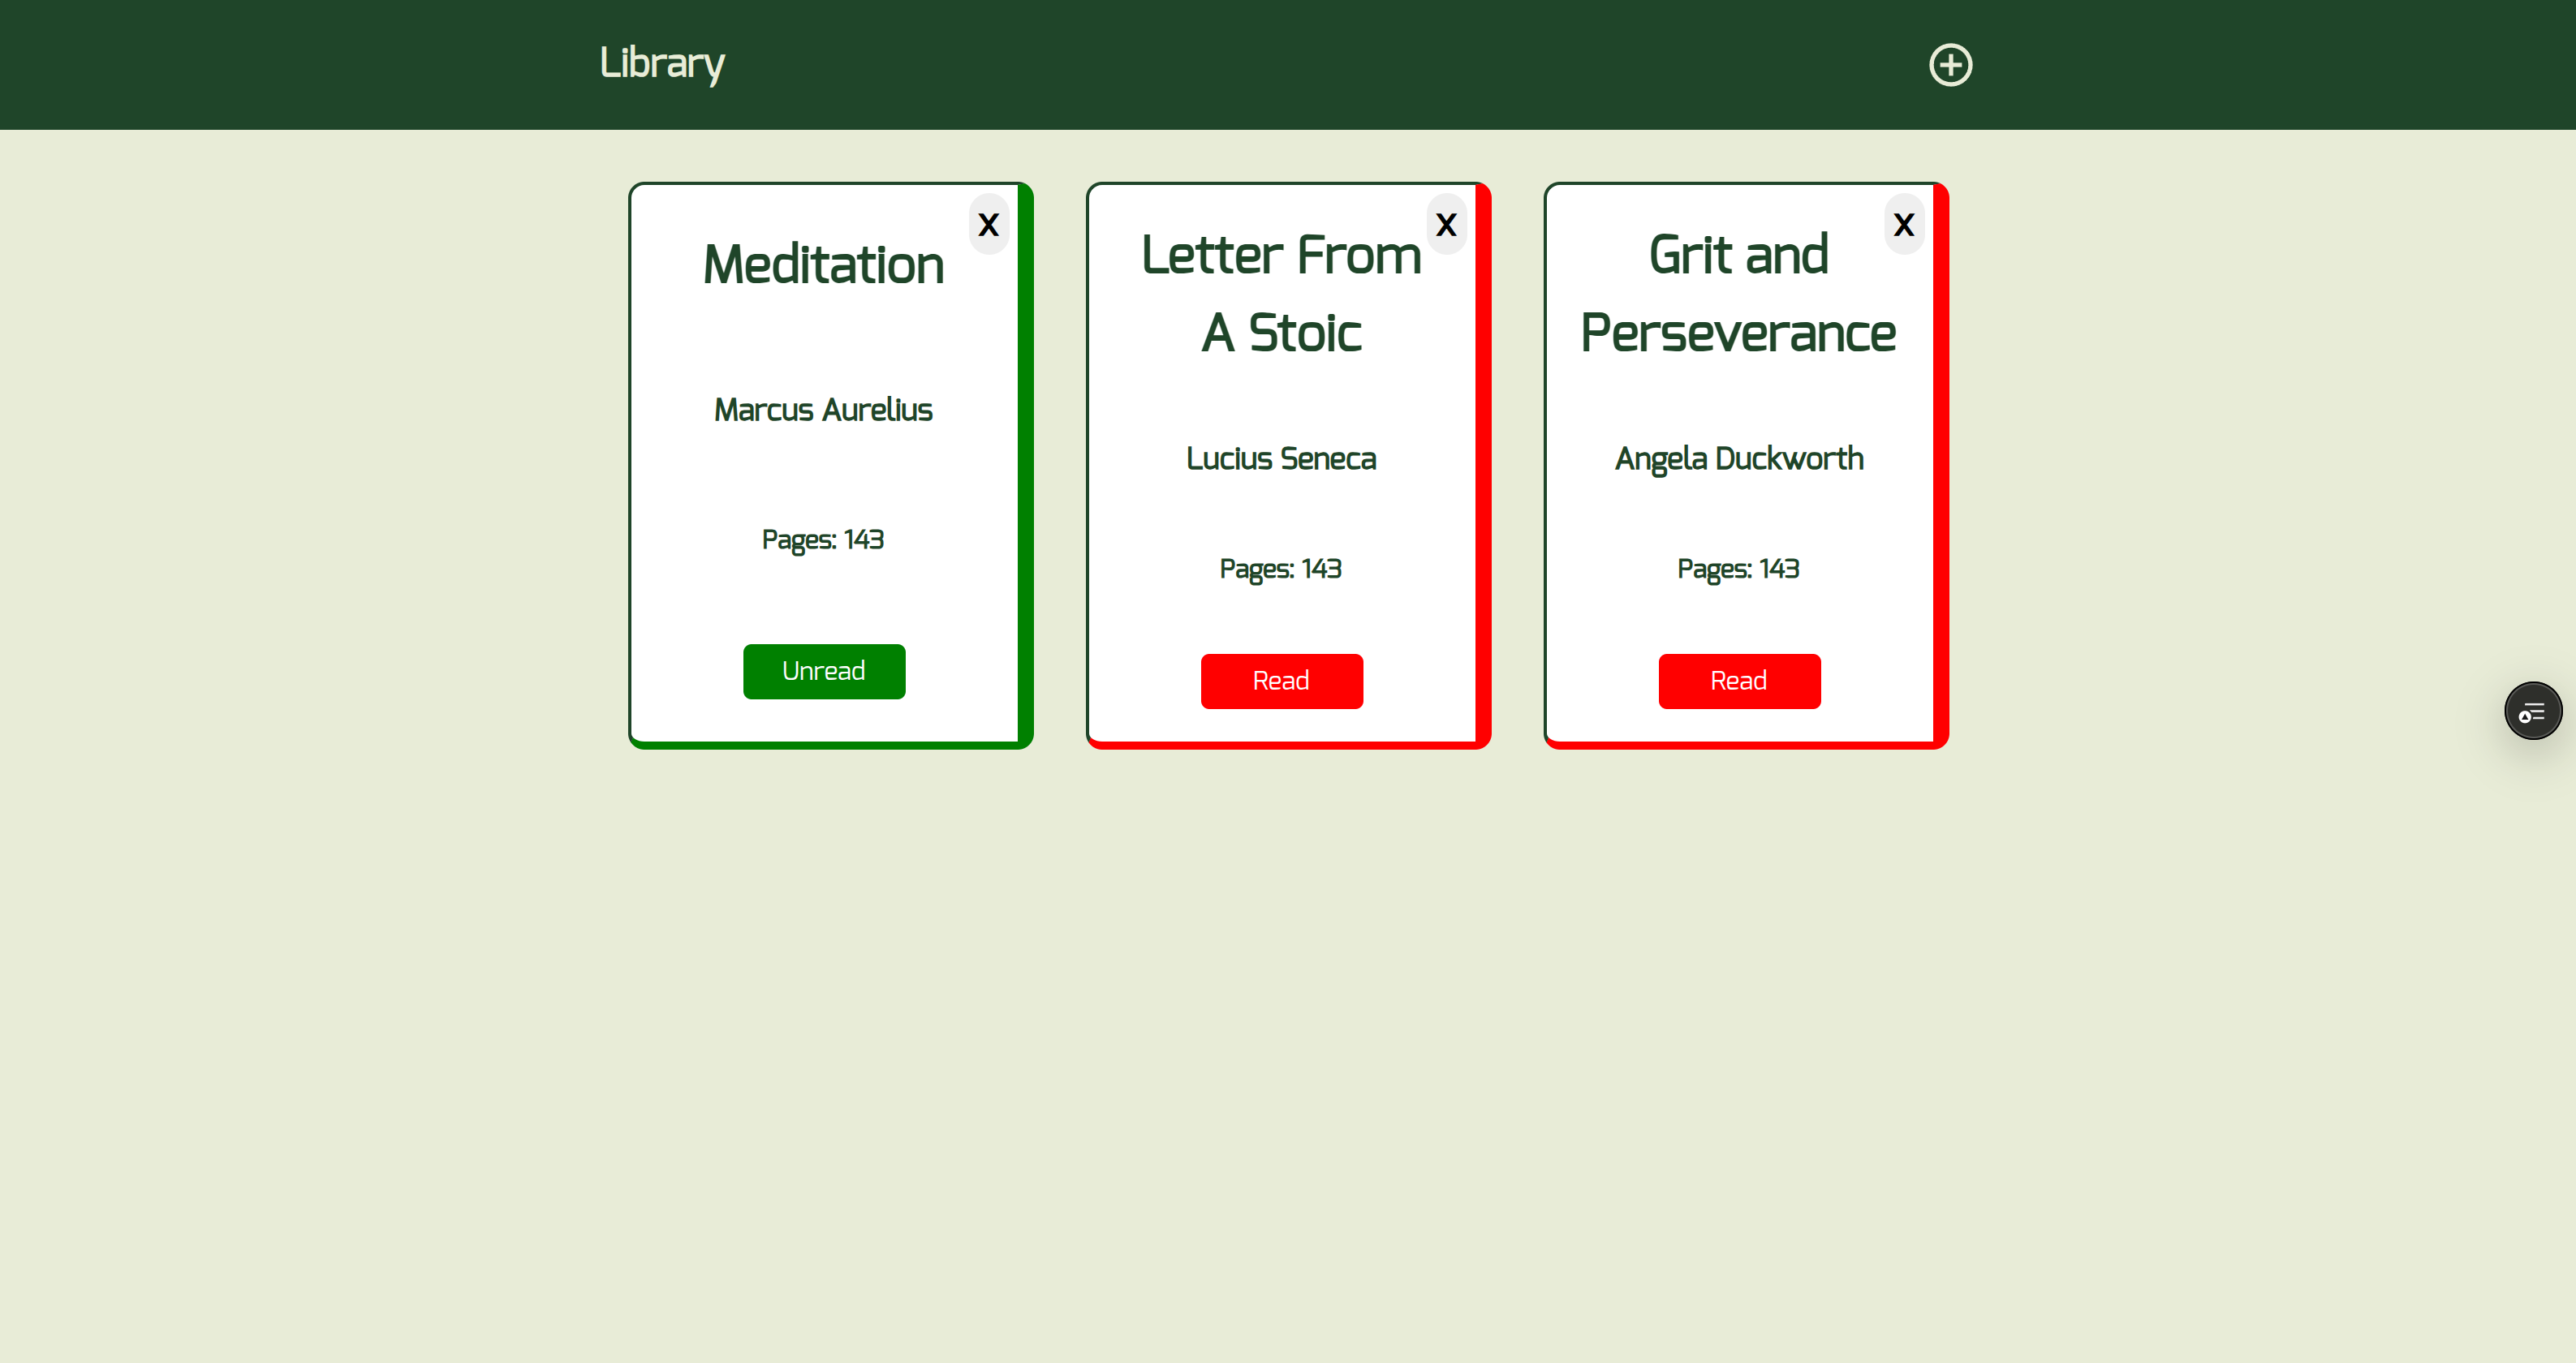 Library
X
Meditation
Marcus Aurelius
Pages: 143
Unread
X
Letter From
A Stoic
Lucius Seneca
Pages: 143
Read
X
Grit and
Perseverance
Angela Duckworth
Pages: 143
Read